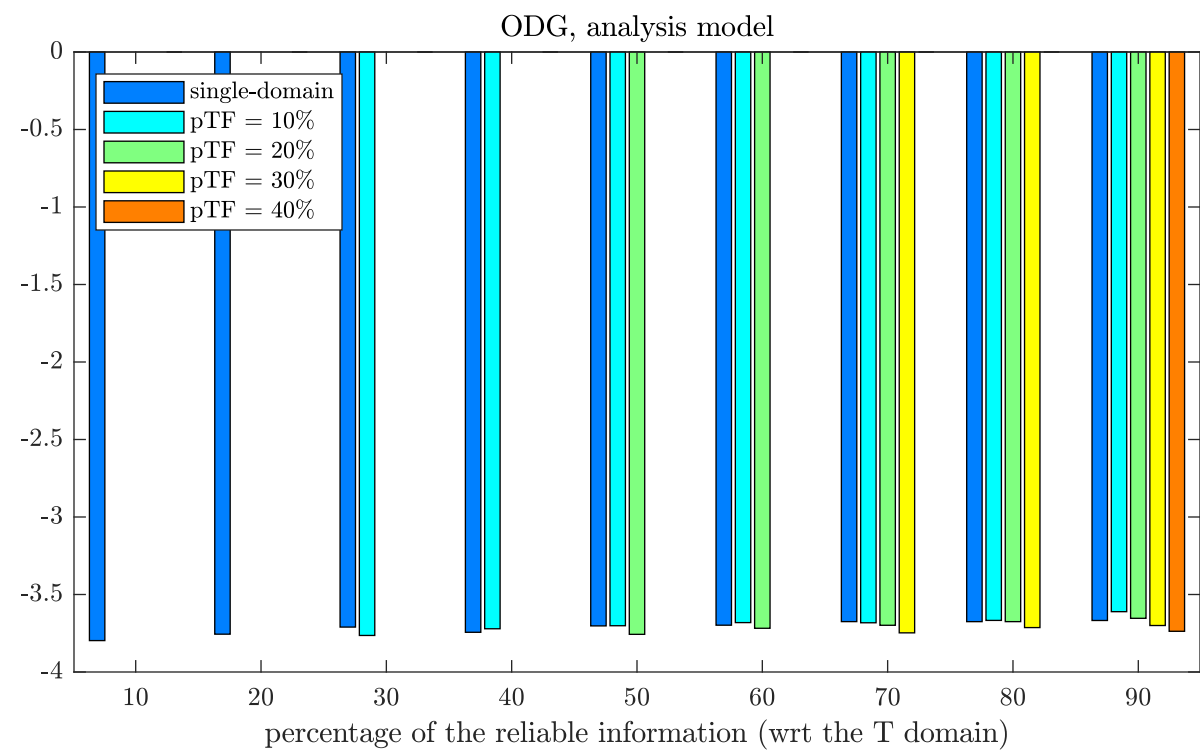 ODG, analysis model
0
-0.5
-1
-1.5
-2
-2.5
-3
-3.5
-4
single-domain
pTF = 10%
pTF = 20%
pTF = 30%
pTF = 40%
10 20 30 40 50 60 70 80 90
percentage of the reliable information (wrt the T domain)